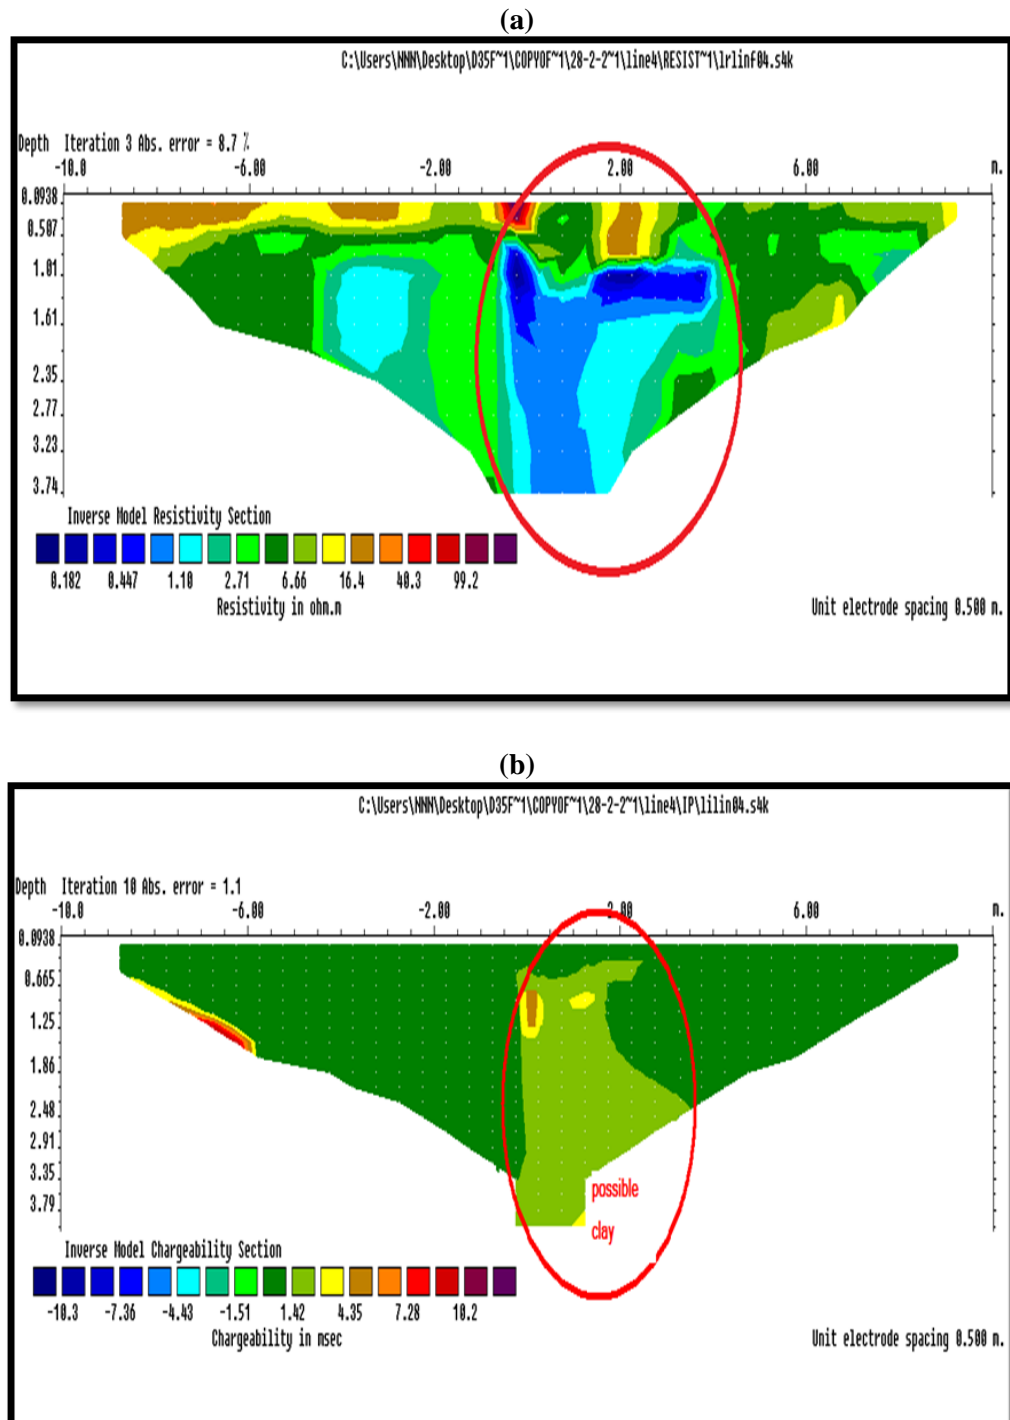 (a)
C:\Users\NNN\Desktop\D35F~1\COPYOF~1\28-2-2~1\line4\RESIST~1\lrlinf04.s4k
Depth Iteration 3 Abs. error = 8.7 %
-10.0 -6.00 -2.00 2.00 6.00 m.
0.0938
0.507
1.01
1.61
2.35
2.77
3.23
3.74
Inverse Model Resistivity Section
0.182 0.447 1.10 2.71 6.66 16.4 40.3 99.2
Resistivity in ohm.m
Unit electrode spacing 0.500 m.
(b)
C:\Users\NNN\Desktop\D35F~1\COPYOF~1\28-2-2~1\line4\IP\lilin04.s4k
Depth Iteration 10 Abs. error = 1.1
-10.0 -6.00 -2.00 2.00 6.00 m.
0.0938
0.665
1.25
1.86
2.48
2.91
3.35
3.79
possible
clay
Inverse Model Chargeability Section
-10.3 -7.36 -4.43 -1.51 1.42 4.35 7.28 10.2
Chargeability in msec
Unit electrode spacing 0.500 m.